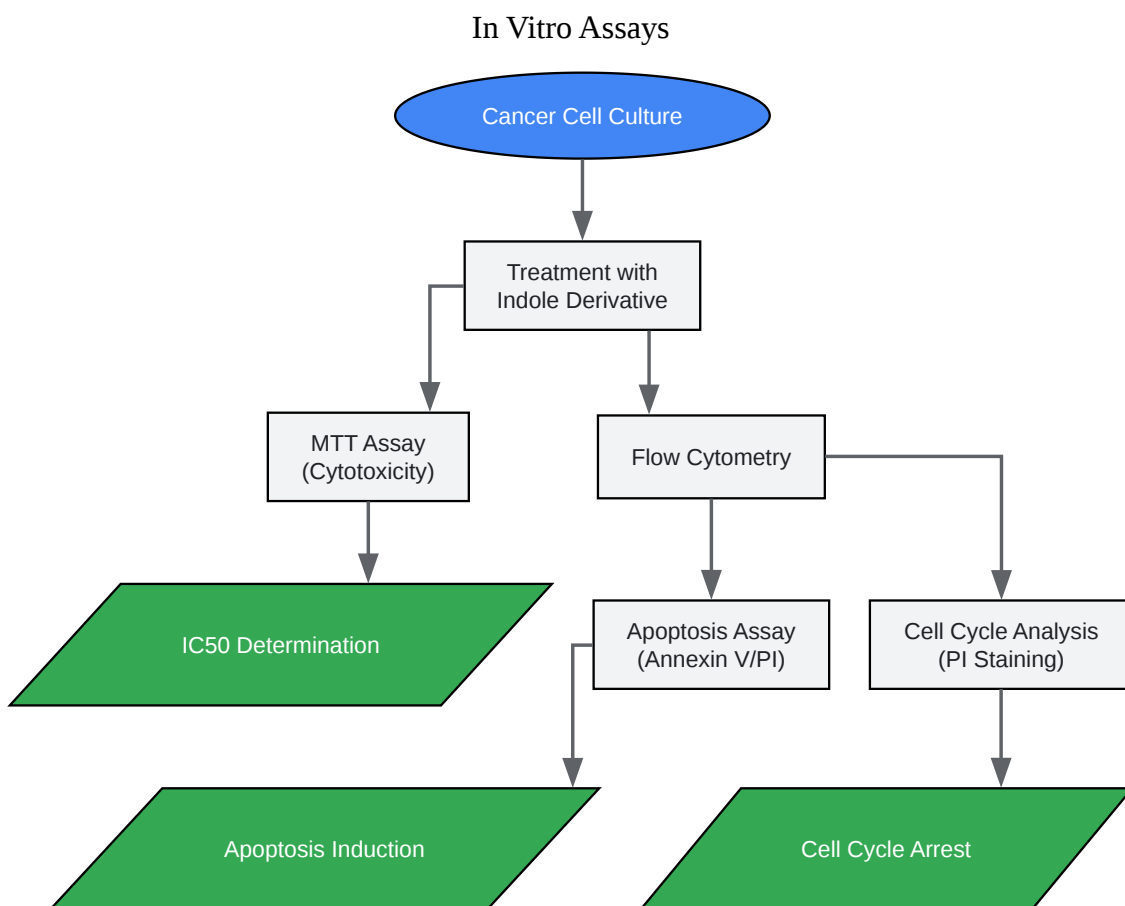 In Vitro Assays
Cancer Cell Culture
Treatment with
Indole Derivative
MTT Assay
(Cytotoxicity)
Flow Cytometry
IC50 Determination
Apoptosis Assay
(Annexin V/PI)
Cell Cycle Analysis
(PI Staining)
Apoptosis Induction
Cell Cycle Arrest